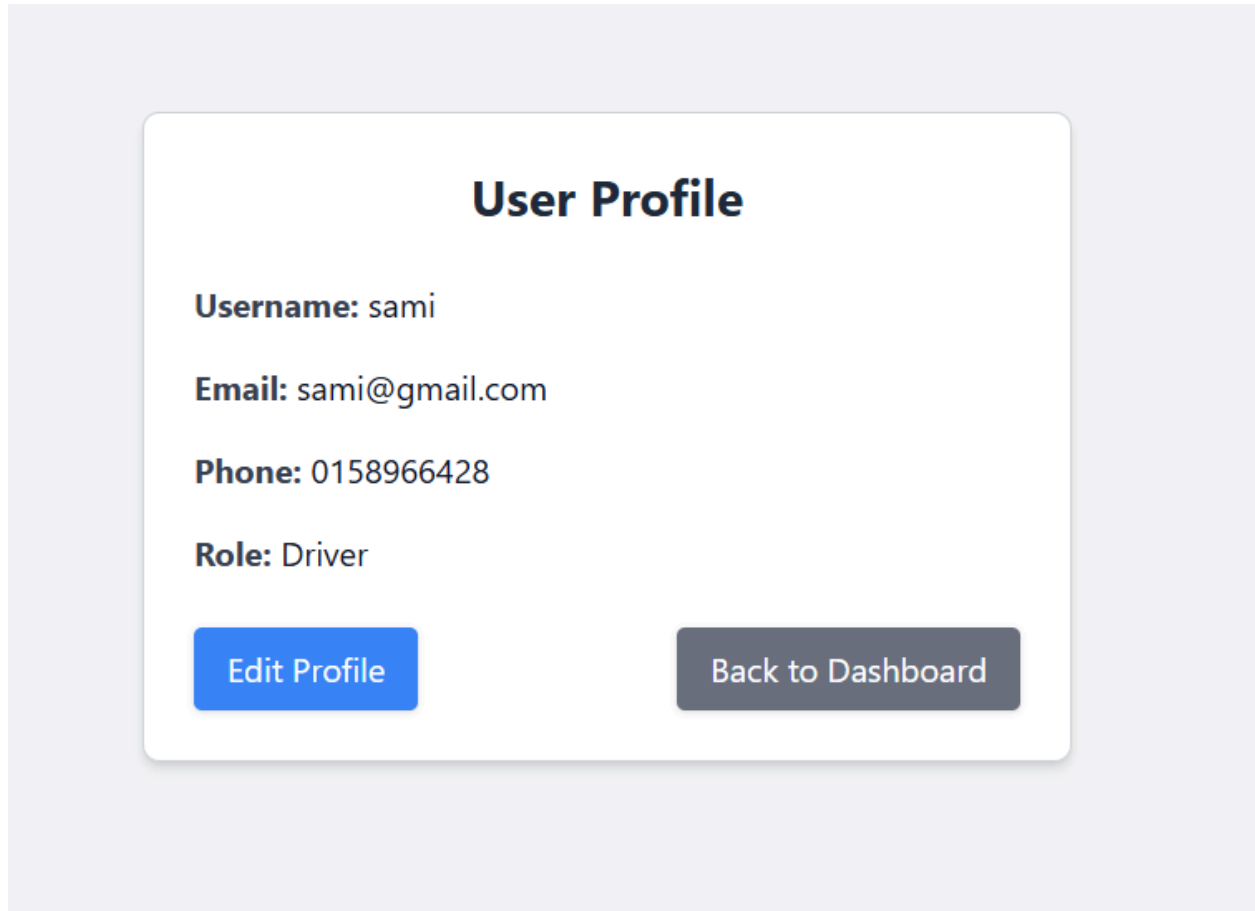 User Profile
Username: sami
Email: sami@gmail.com
Phone: 0158966428
Role: Driver
Edit Profile
Back to Dashboard